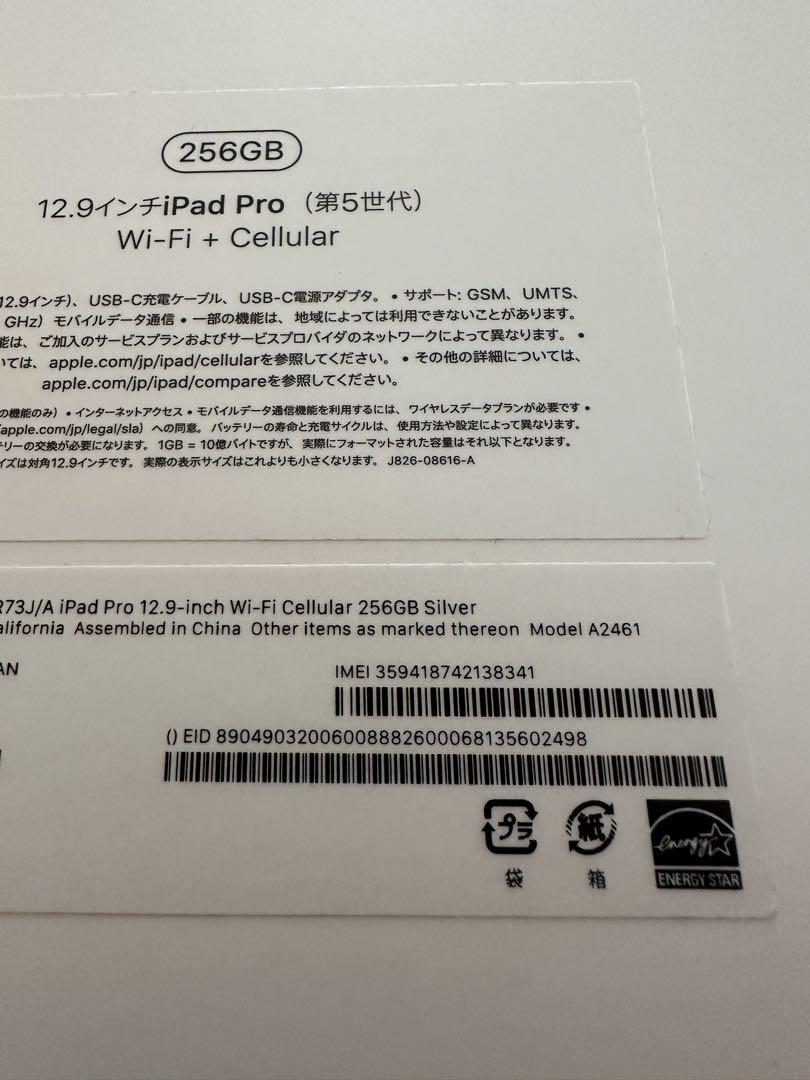 256GB
12.9インチiPad Pro（第5世代）
Wi-Fi + Cellular
12.9インチ）、USB-C充電ケーブル、USB-C電源アダプタ。 • サポート: GSM、UMTS、
GHz）モバイルデータ通信 • 一部の機能は、地域によっては利用できないことがあります。
能は、ご加入のサービスプランおよびサービスプロバイダのネットワークによって異なります。 •
いては、apple.com/jp/ipad/cellularを参照してください。 • その他の詳細については、
apple.com/jp/ipad/compareを参照してください。
の機能のみ） • インターネットアクセス • モバイルデータ通信機能を利用するには、ワイヤレスデータプランが必要です •
apple.com/jp/legal/sla）への同意。バッテリーの寿命と充電サイクルは、使用方法や設定によって異なります。
テリーの交換が必要になります。1GB = 10億バイトですが、実際にフォーマットされた容量はそれ以下となります。
イズは対角12.9インチです。実際の表示サイズはこれよりも小さくなります。J826-08616-A
R73J/A iPad Pro 12.9-inch Wi-Fi Cellular 256GB Silver
alifornia Assembled in China Other items as marked thereon Model A2461
AN
IMEI 359418742138341
() EID 89049032006008882600068135602498
プラ 紙 energy
袋 箱 ENERGY STAR